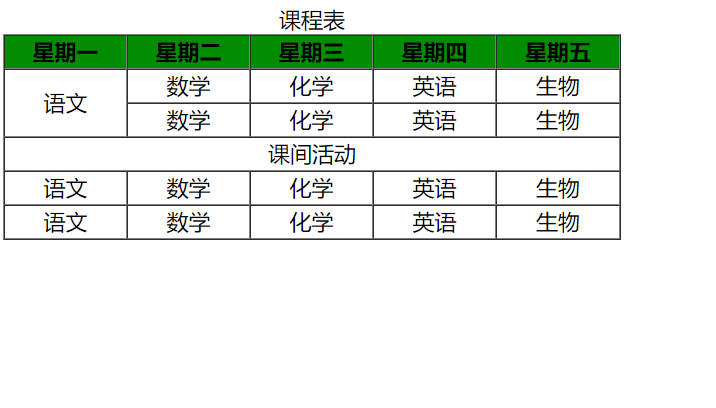 课程表
星期一 星期二 星期三 星期四 星期五
语文 数学 化学 英语 生物
数学 化学 英语 生物
课间活动
语文 数学 化学 英语 生物
语文 数学 化学 英语 生物